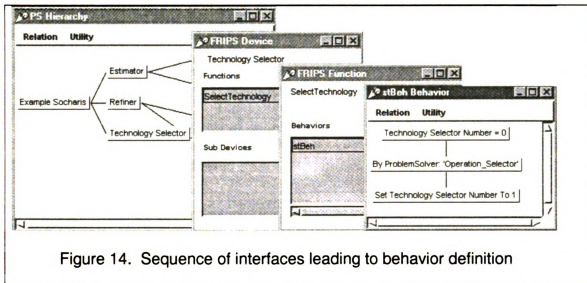 PS Hierarchy
Relation Utility
Estimator
Example Socharis
Refiner
Technology Selector
FRIPS Device
Technology Selector
Functions
SelectTechnology
Sub Devices
FRIPS Function
SelectTechnology
Behaviors
stBeh
stBeh Behavior
Relation Utility
Technology Selector Number = 0
By ProblemSolver: 'Operation_Selector'
Set Technology Selector Number To 1
Figure 14. Sequence of interfaces leading to behavior definition